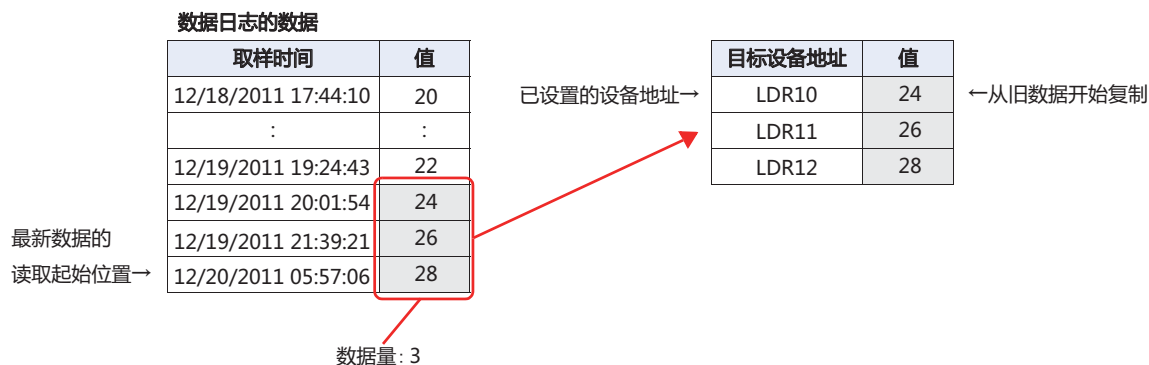 数据日志的数据
取样时间 值
12/18/2011 17:44:10 20
: :
12/19/2011 19:24:43 22
12/19/2011 20:01:54 24
12/19/2011 21:39:21 26
12/20/2011 05:57:06 28
最新数据的
读取起始位置→
数据量: 3
目标设备地址 值
已设置的设备地址→ LDR10 24 ←从旧数据开始复制
LDR11 26
LDR12 28